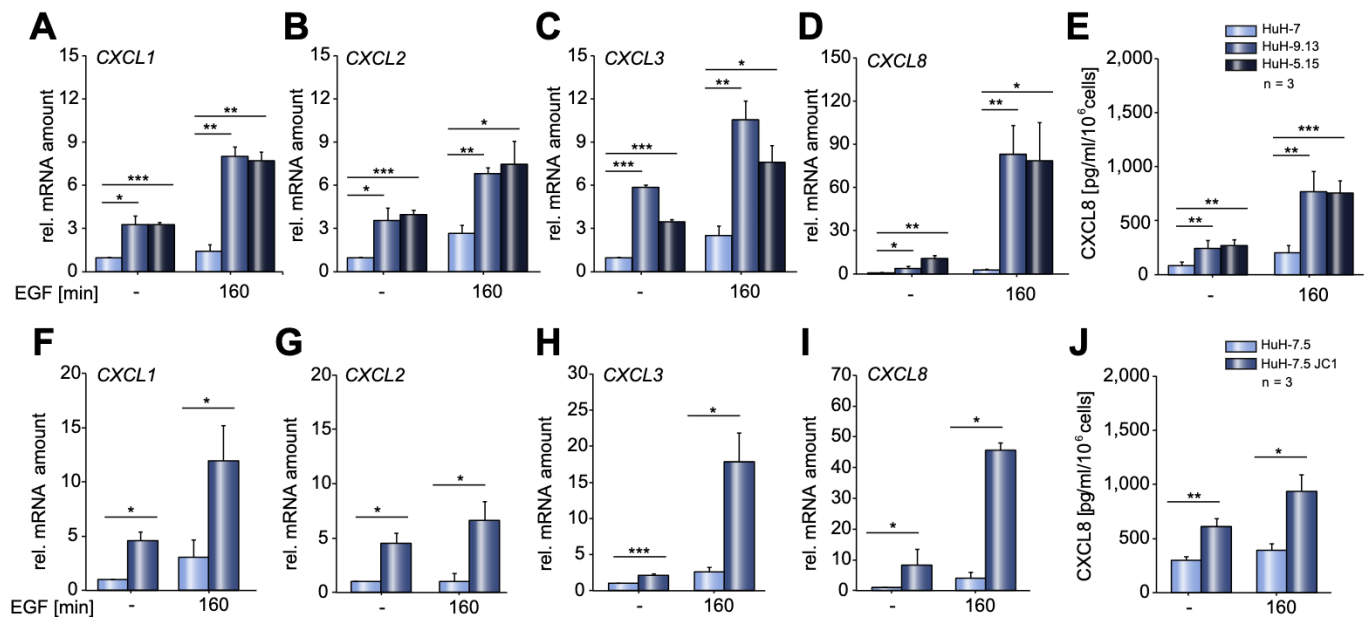 A
CXCL1
rel. mRNA amount
15
12
9
6
3
0
*
***
**
**
EGF [min]
-
160
B
CXCL2
rel. mRNA amount
15
12
9
6
3
0
*
***
**
*
-
160
C
CXCL3
rel. mRNA amount
15
12
9
6
3
0
***
***
**
*
-
160
D
CXCL8
rel. mRNA amount
150
120
90
60
30
0
*
**
**
*
-
160
E
CXCL8 [pg/ml/10⁶cells]
2,000
1,500
1,000
500
0
**
**
**
***
-
160
HuH-7
HuH-9.13
HuH-5.15
n = 3
F
CXCL1
rel. mRNA amount
20
15
10
5
0
*
*
EGF [min]
-
160
G
CXCL2
rel. mRNA amount
20
15
10
5
0
*
*
-
160
H
CXCL3
rel. mRNA amount
30
25
20
15
10
5
0
***
*
-
160
I
CXCL8
rel. mRNA amount
70
60
50
40
30
20
10
0
*
*
-
160
J
CXCL8 [pg/ml/10⁶cells]
2,000
1,500
1,000
500
0
**
*
-
160
HuH-7.5
HuH-7.5 JC1
n = 3